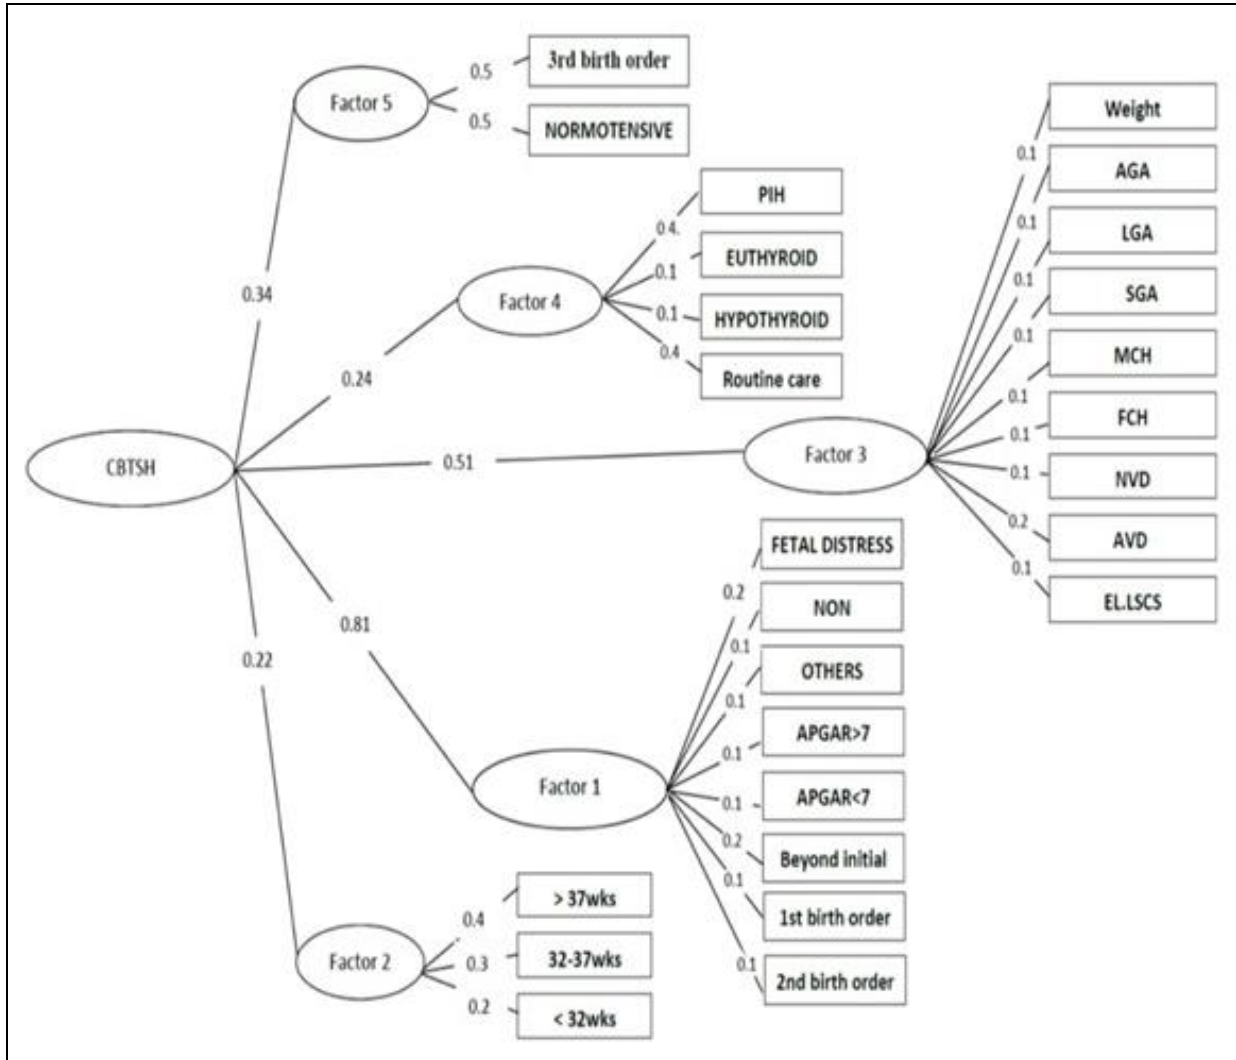 3rd birth order
0.5
Factor 5
0.5
NORMOTENSIVE
0.34
PIH
0 4.
EUTHYROID
0.1
Factor 4
0.1
HYPOTHYROID
0.4
Routine care
0.24
Weight
0.1
AGA
0.1
LGA
0.1
SGA
0.1
MCH
0.1
FCH
0.1
NVD
0.1
AVD
0.2
EL.LSCS
0.1
Factor 3
0.51
CBTSH
FETAL DISTRESS
0.2
NON
0.1
OTHERS
0.1
APGAR>7
0.1
APGAR<7
0.1
Beyond initial
0.2
1st birth order
0.1
2nd birth order
0.1
Factor 1
0.81
0.22
> 37wks
0.4
32-37wks
0.3
< 32wks
0.2
Factor 2